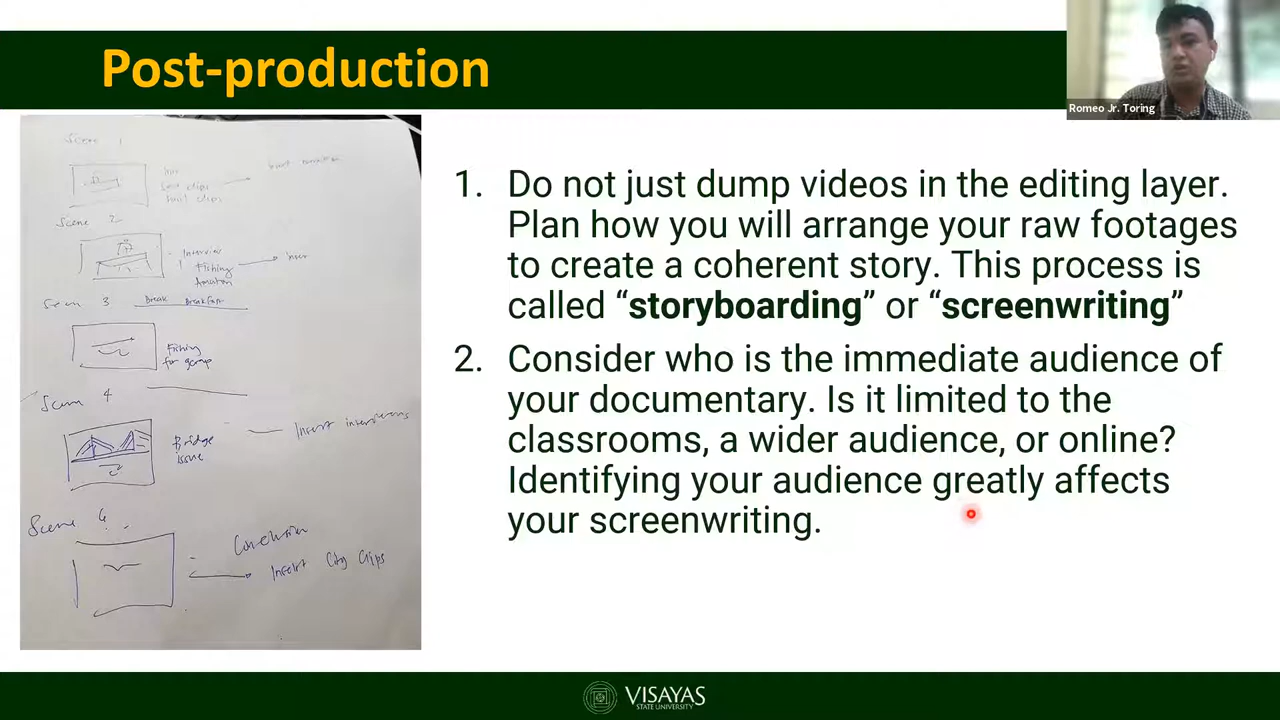 Post-production
Romeo Jr. Toring
Scene 1
Scene 2
Interview
Fishing
Scene 3 Break Breakfast
Fishing
for group
Scene 4
Bridge
issue
Insert interviews
Scene
Conclusion
Insert City Clips
1. Do not just dump videos in the editing layer.
Plan how you will arrange your raw footages
to create a coherent story. This process is
called “storyboarding” or “screenwriting”
2. Consider who is the immediate audience of
your documentary. Is it limited to the
classrooms, a wider audience, or online?
Identifying your audience greatly affects
your screenwriting.
VISAYAS
STATE UNIVERSITY